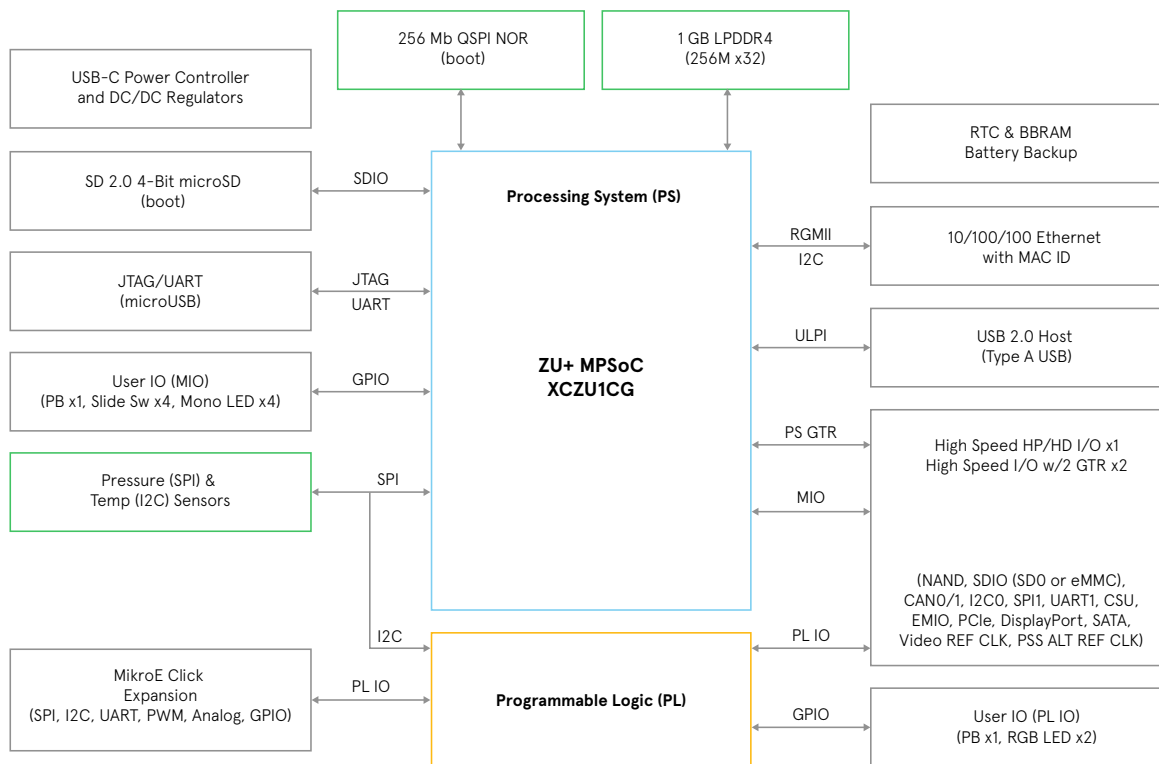 256 Mb QSPI NOR
(boot)
1 GB LPDDR4
(256M x32)
USB-C Power Controller
and DC/DC Regulators
RTC & BBRAM
Battery Backup
SD 2.0 4-Bit microSD
(boot)
SDIO
Processing System (PS)
RGMII
I2C
10/100/100 Ethernet
with MAC ID
JTAG/UART
(microUSB)
JTAG
UART
ULPI
USB 2.0 Host
(Type A USB)
ZU+ MPSoC
XCZU1CG
User IO (MIO)
(PB x1, Slide Sw x4, Mono LED x4)
GPIO
PS GTR
MIO
High Speed HP/HD I/O x1
High Speed I/O w/2 GTR x2
Pressure (SPI) &
Temp (I2C) Sensors
SPI
I2C
(NAND, SDIO (SD0 or eMMC),
CAN0/1, I2C0, SPI1, UART1, CSU,
EMIO, PCIe, DisplayPort, SATA,
Video REF CLK, PSS ALT REF CLK)
PL IO
MikroE Click
Expansion
(SPI, I2C, UART, PWM, Analog, GPIO)
PL IO
Programmable Logic (PL)
GPIO
User IO (PL IO)
(PB x1, RGB LED x2)